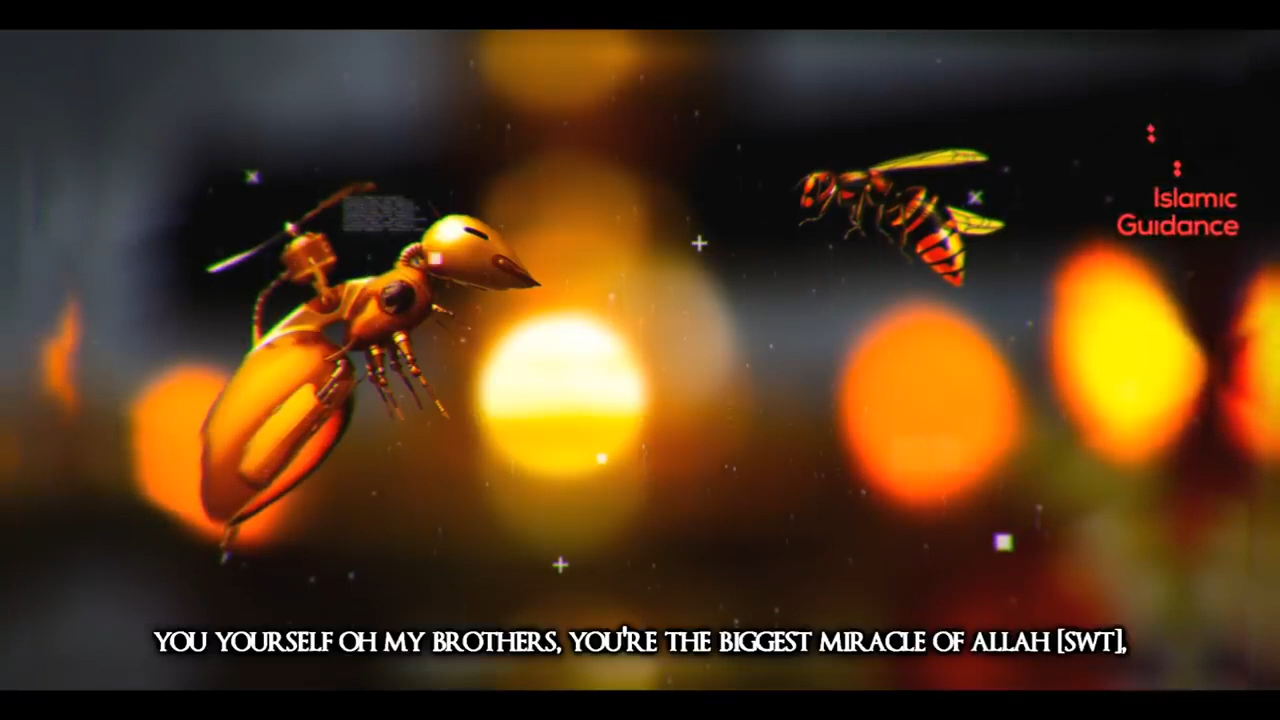 Islamic
Guidance
YOU YOURSELF OH MY BROTHERS, YOU'RE THE BIGGEST MIRACLE OF ALLAH [SWT],